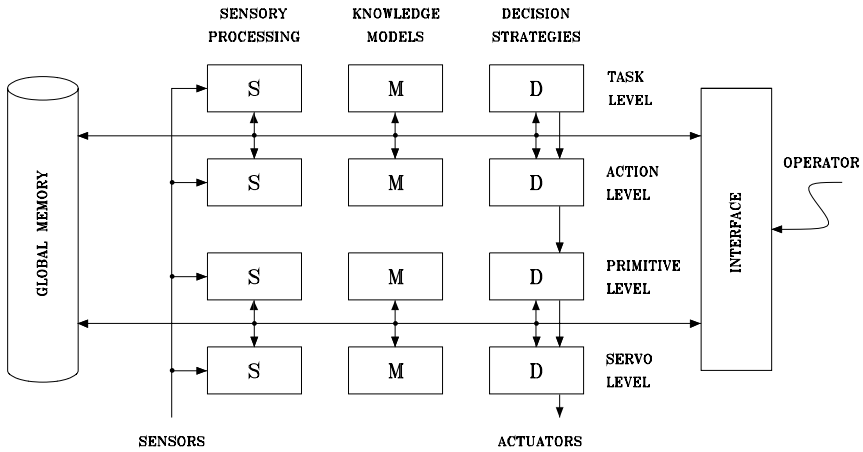 SENSORY
PROCESSING
KNOWLEDGE
MODELS
DECISION
STRATEGIES
S
M
D
TASK
LEVEL
S
M
D
ACTION
LEVEL
S
M
D
PRIMITIVE
LEVEL
S
M
D
SERVO
LEVEL
GLOBAL MEMORY
INTERFACE
OPERATOR
SENSORS
ACTUATORS